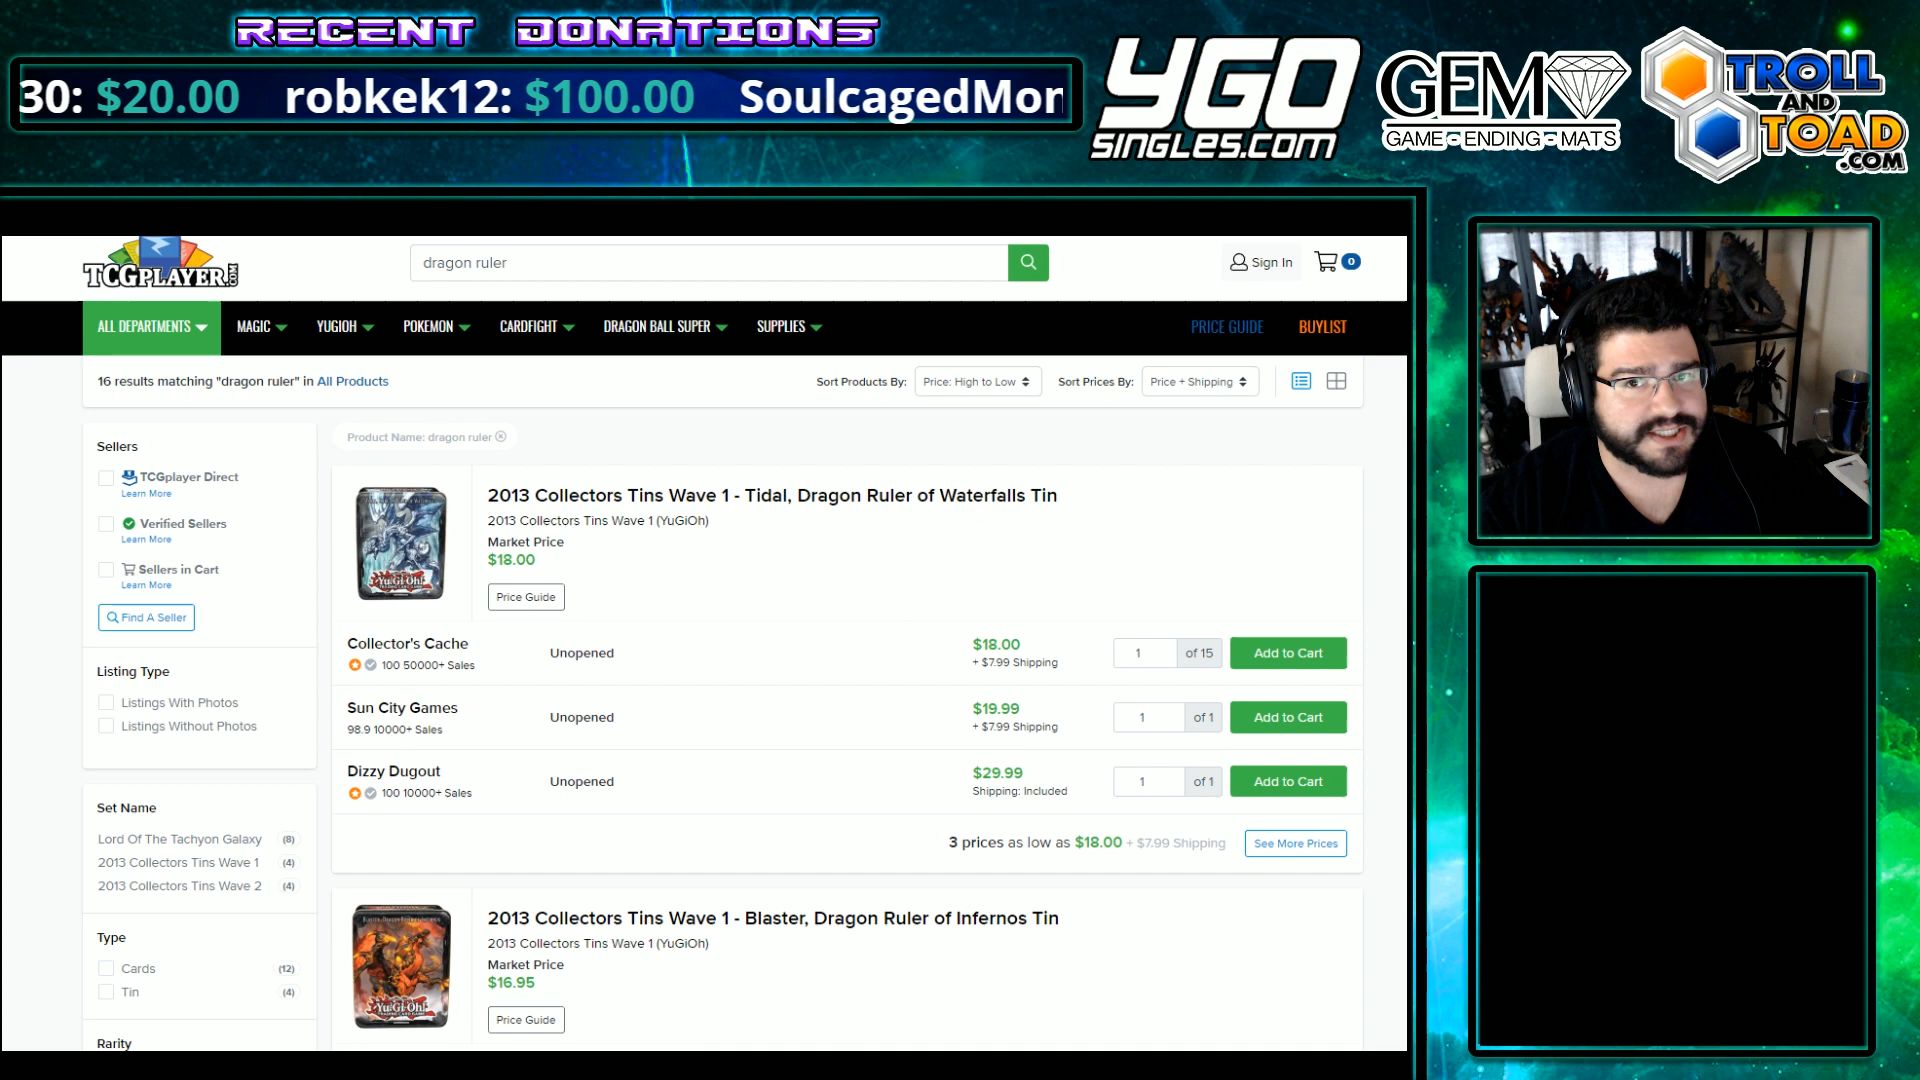 RECENT DONATIONS
30: $20.00 robkek12: $100.00 SoulcagedMon
YGO
SINGLES.COM
GEM
GAME - ENDING - MATS
TROLL
AND
TOAD
.COM
TCGPLAYER.COM
dragon ruler
Sign In
0
ALL DEPARTMENTS
MAGIC
YUGIOH
POKEMON
CARDFIGHT
DRAGON BALL SUPER
SUPPLIES
PRICE GUIDE
BUYLIST
16 results matching "dragon ruler" in All Products
Sort Products By:
Price: High to Low
Sort Prices By:
Price + Shipping
Sellers
TCGplayer Direct
Learn More
Verified Sellers
Learn More
Sellers in Cart
Learn More
Find A Seller
Listing Type
Listings With Photos
Listings Without Photos
Set Name
Lord Of The Tachyon Galaxy (8)
2013 Collectors Tins Wave 1 (4)
2013 Collectors Tins Wave 2 (4)
Type
Cards (12)
Tin (4)
Rarity
Product Name: dragon ruler
Yu-Gi-Oh!
2013 Collectors Tins Wave 1 - Tidal, Dragon Ruler of Waterfalls Tin
2013 Collectors Tins Wave 1 (YuGiOh)
Market Price
$18.00
Price Guide
Collector's Cache
100 50000+ Sales
Unopened
$18.00
+ $7.99 Shipping
1 of 15
Add to Cart
Sun City Games
98.9 10000+ Sales
Unopened
$19.99
+ $7.99 Shipping
1 of 1
Add to Cart
Dizzy Dugout
100 10000+ Sales
Unopened
$29.99
Shipping: Included
1 of 1
Add to Cart
3 prices as low as $18.00 + $7.99 Shipping
See More Prices
Yu-Gi-Oh!
2013 Collectors Tins Wave 1 - Blaster, Dragon Ruler of Infernos Tin
2013 Collectors Tins Wave 1 (YuGiOh)
Market Price
$16.95
Price Guide